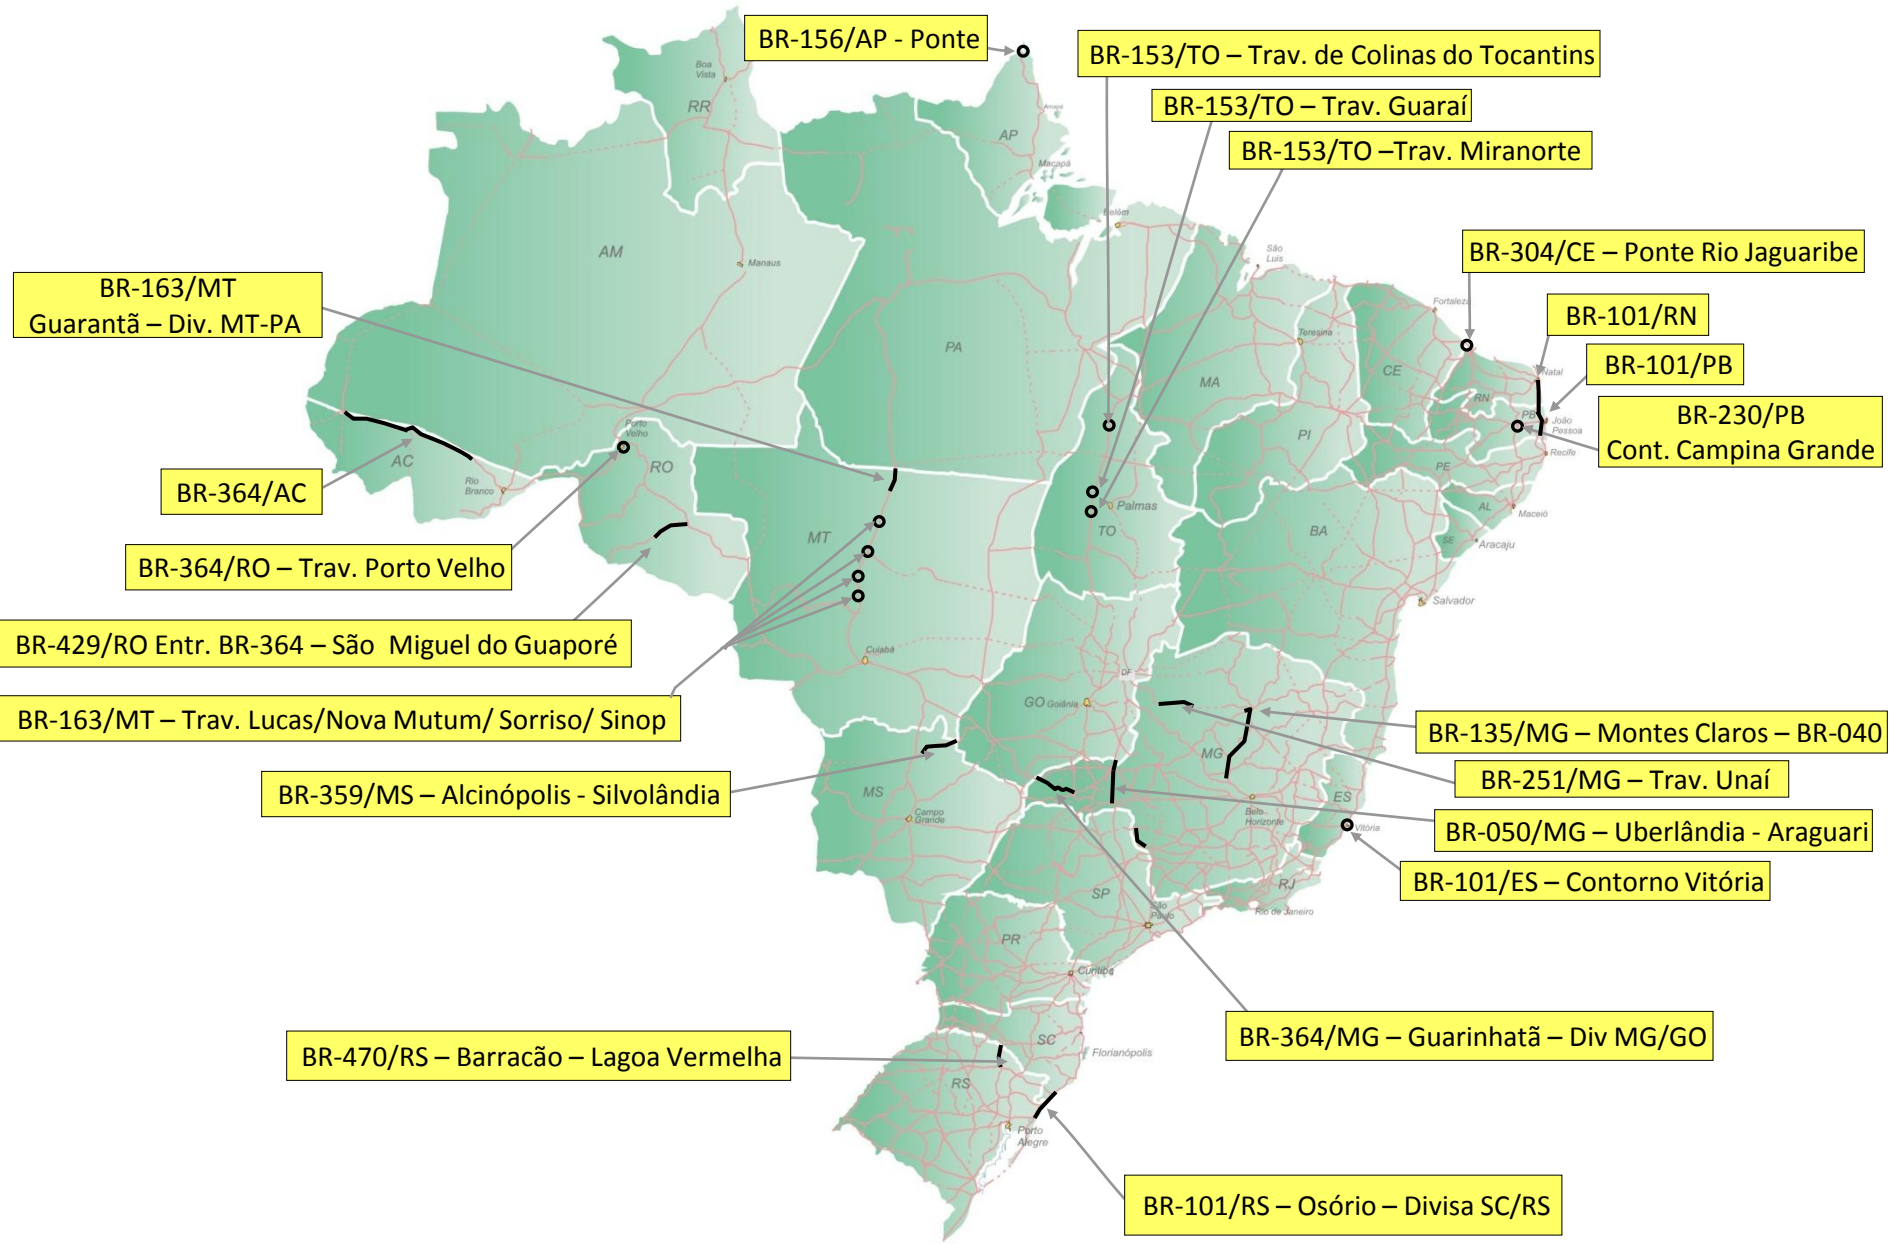 BR-156/AP - Ponte
BR-153/TO – Trav. de Colinas do Tocantins
BR-153/TO – Trav. Guaraí
BR-153/TO –Trav. Miranorte
BR-304/CE – Ponte Rio Jaguaribe
BR-163/MT
Guarantã – Div. MT-PA
BR-101/RN
BR-101/PB
BR-230/PB
Cont. Campina Grande
BR-364/AC
BR-364/RO – Trav. Porto Velho
BR-429/RO Entr. BR-364 – São Miguel do Guaporé
BR-163/MT – Trav. Lucas/Nova Mutum/ Sorriso/ Sinop
BR-359/MS – Alcinópolis - Silvolândia
BR-135/MG – Montes Claros – BR-040
BR-251/MG – Trav. Unaí
BR-050/MG – Uberlândia - Araguari
BR-101/ES – Contorno Vitória
BR-364/MG – Guarinhatã – Div MG/GO
BR-470/RS – Barracão – Lagoa Vermelha
BR-101/RS – Osório – Divisa SC/RS
Boa
Vista
RR
AP
Amapá
Macapá
Belém
São
Luís
AM
Manaus
PA
MA
Teresina
Fortaleza
CE
RN
Natal
PB
João
Pessoa
PI
PE
Recife
AL
Maceió
SE
Aracaju
AC
Rio
Branco
Porto
Velho
RO
MT
Palmas
TO
BA
Salvador
Cuiabá
DF
GO
Goiânia
MG
Belo
Horizonte
ES
Vitória
MS
Campo
Grande
SP
São
Paulo
RJ
Rio de Janeiro
PR
Curitiba
SC
Florianópolis
RS
Porto
Alegre